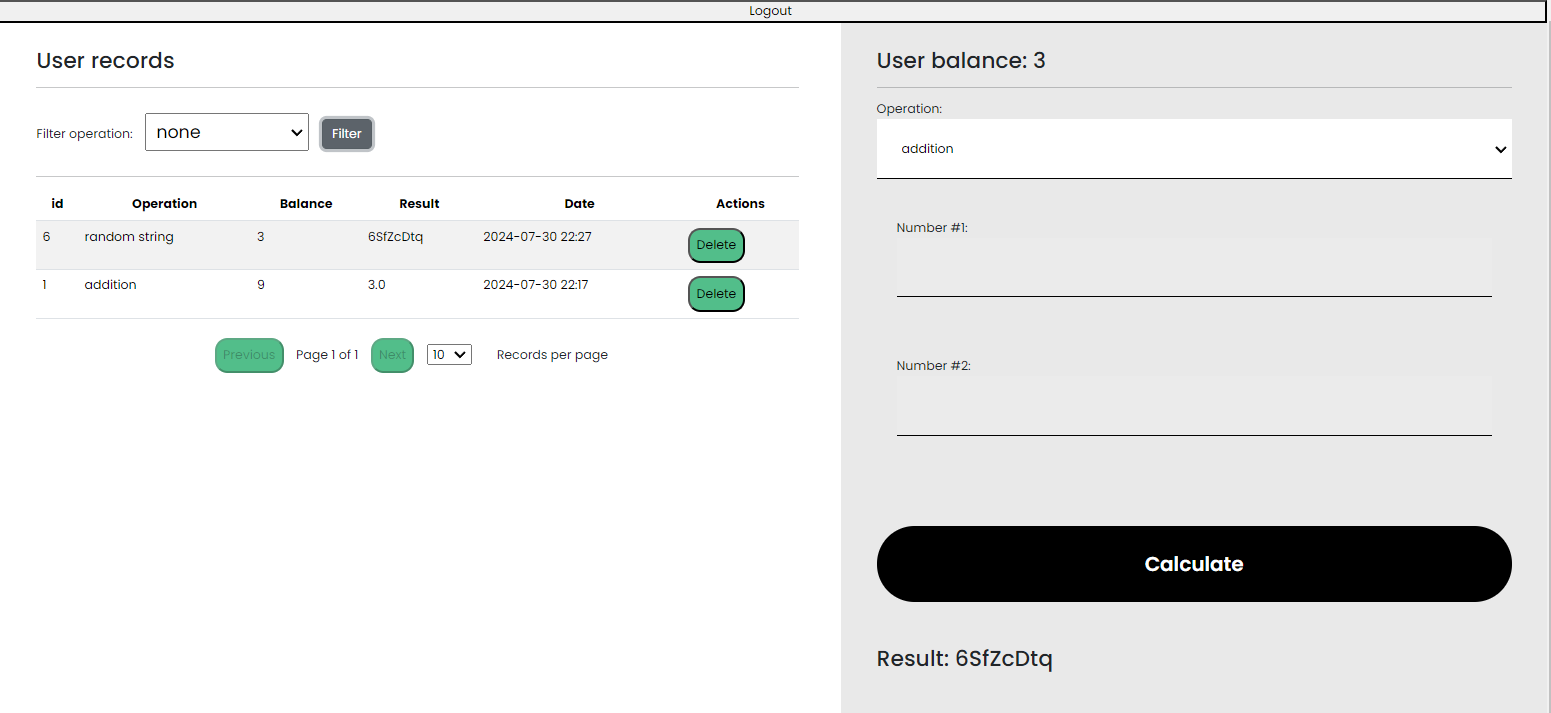 Logout
User records
Filter operation: none Filter
id Operation Balance Result Date Actions
6 random string 3 6SfZcDtq 2024-07-30 22:27 Delete
1 addition 9 3.0 2024-07-30 22:17 Delete
Previous Page 1 of 1 Next 10 Records per page
User balance: 3
Operation:
addition
Number #1:
Number #2:
Calculate
Result: 6SfZcDtq